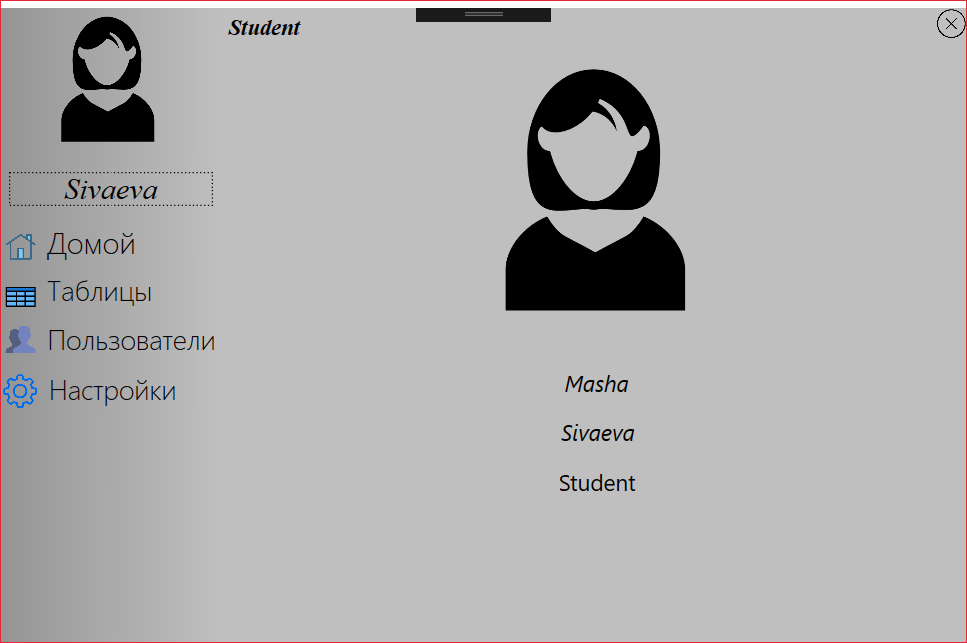 Student
Sivaeva
Домой
Таблицы
Пользователи
Настройки
Masha
Sivaeva
Student